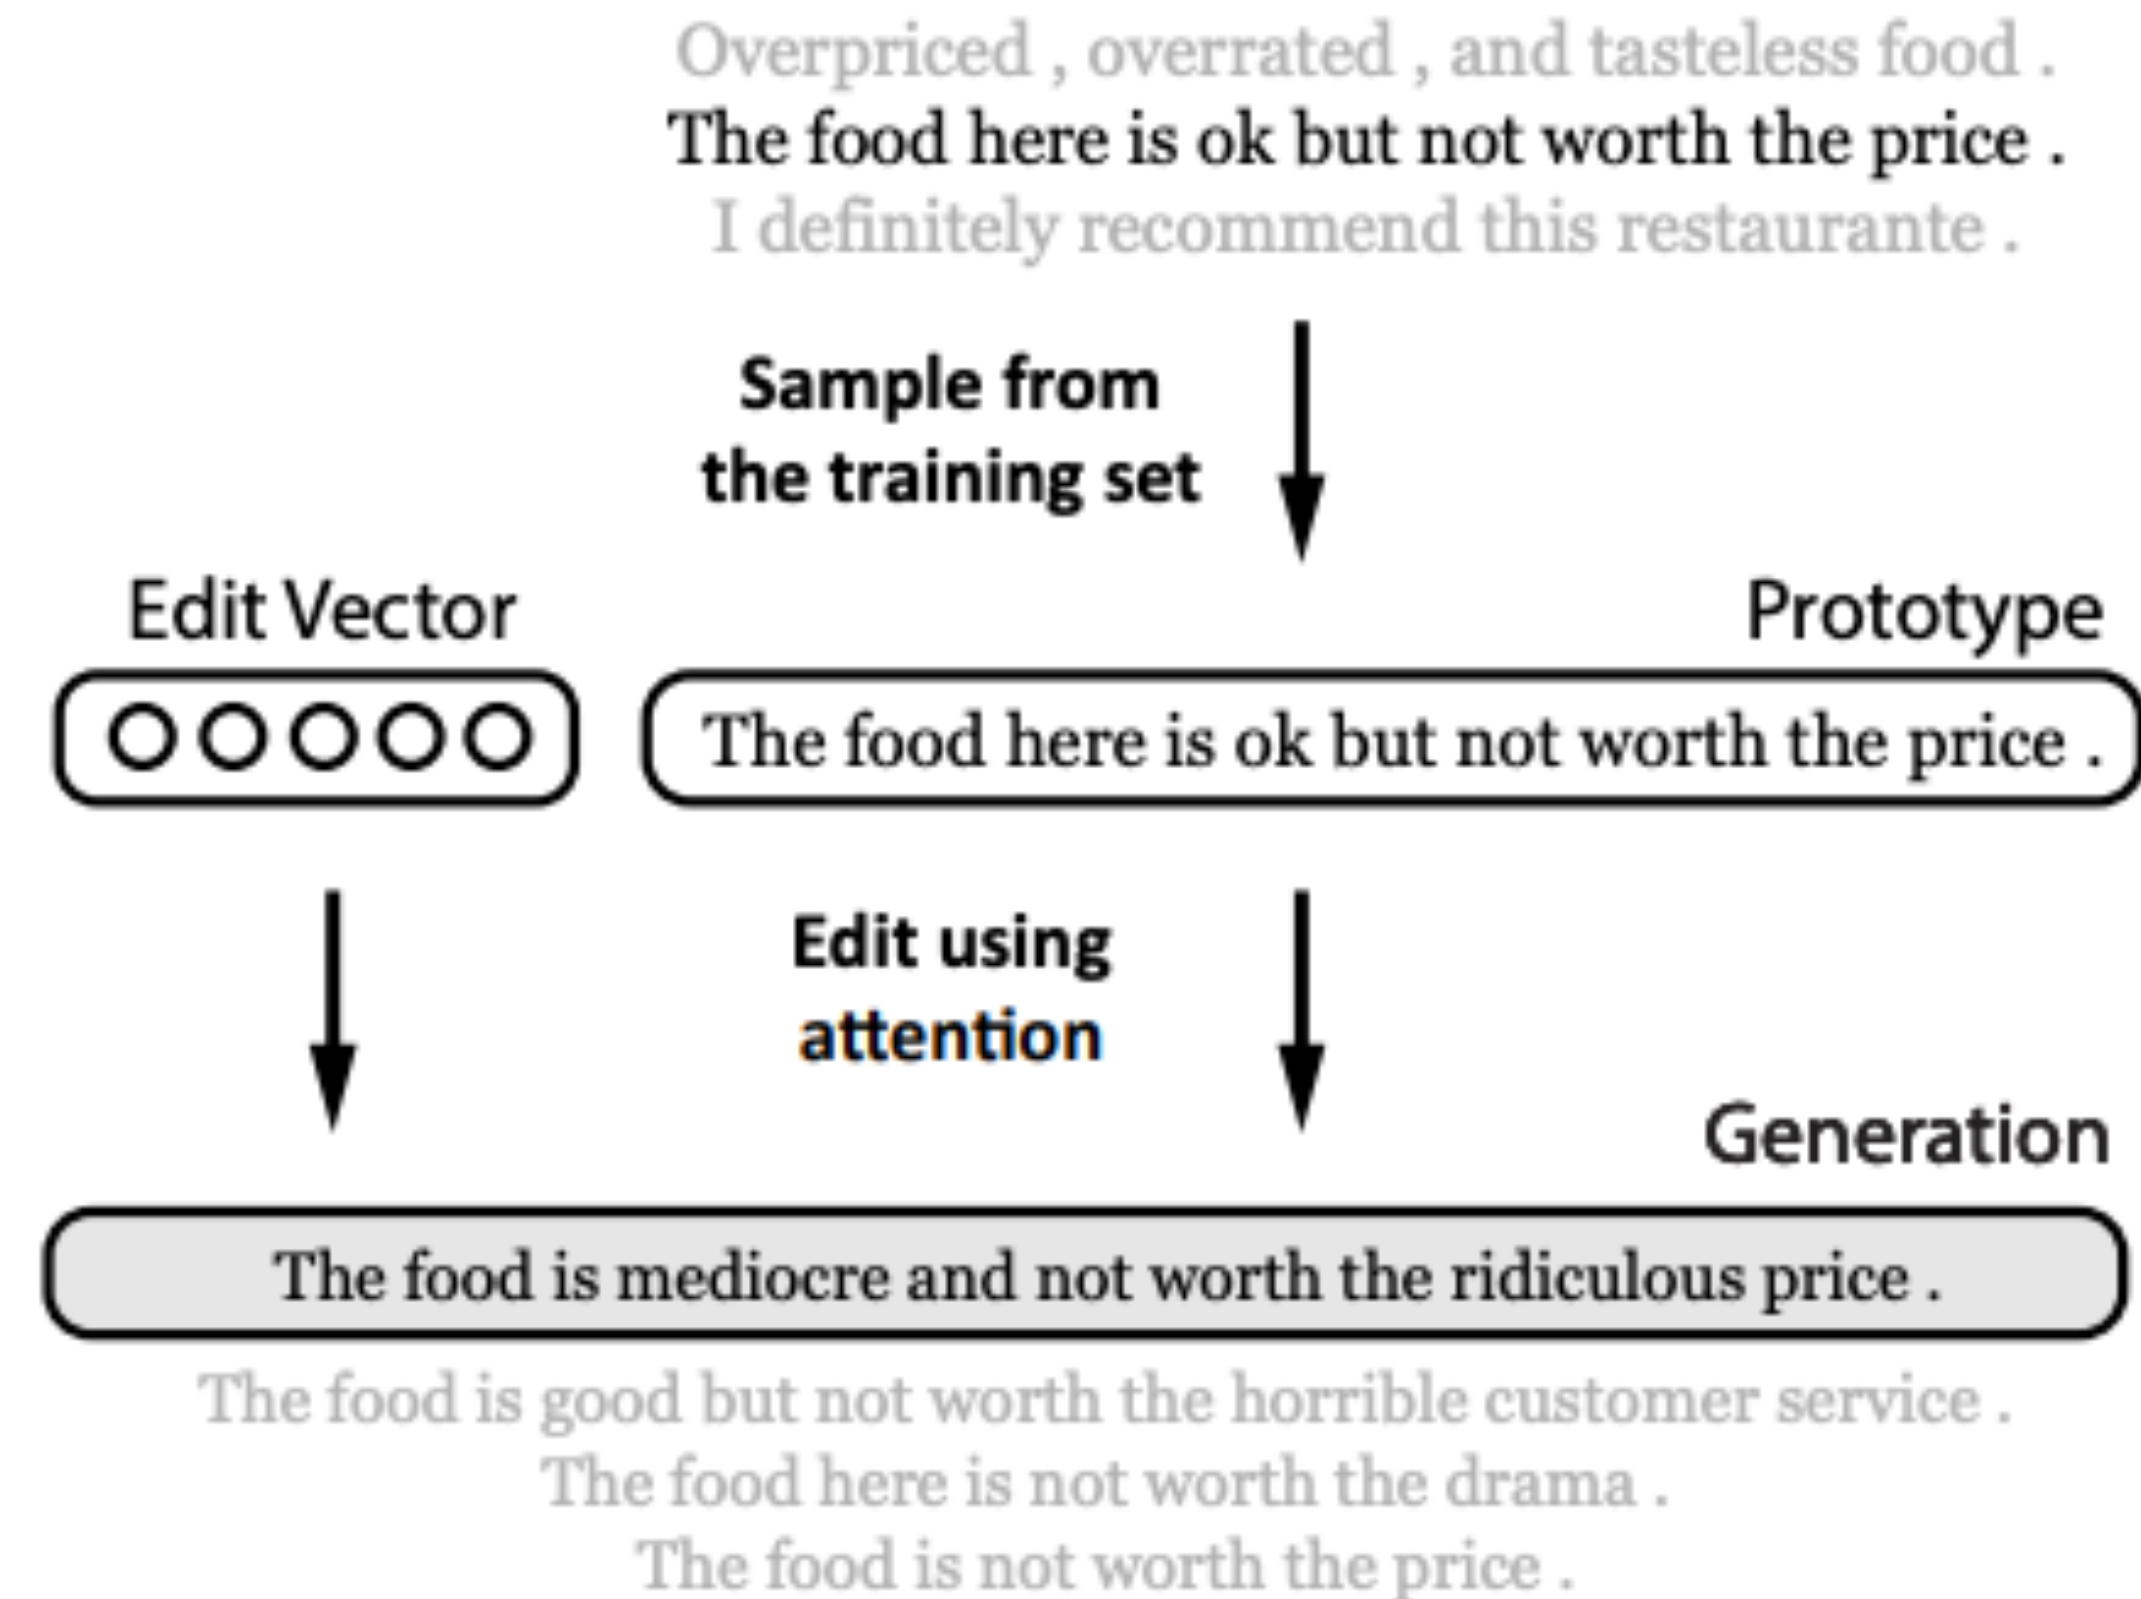 Overpriced , overrated , and tasteless food .
The food here is ok but not worth the price .
I definitely recommend this restaurante .
Sample from
the training set
Edit Vector
Prototype
The food here is ok but not worth the price .
Edit using
attention
Generation
The food is mediocre and not worth the ridiculous price .
The food is good but not worth the horrible customer service .
The food here is not worth the drama .
The food is not worth the price .